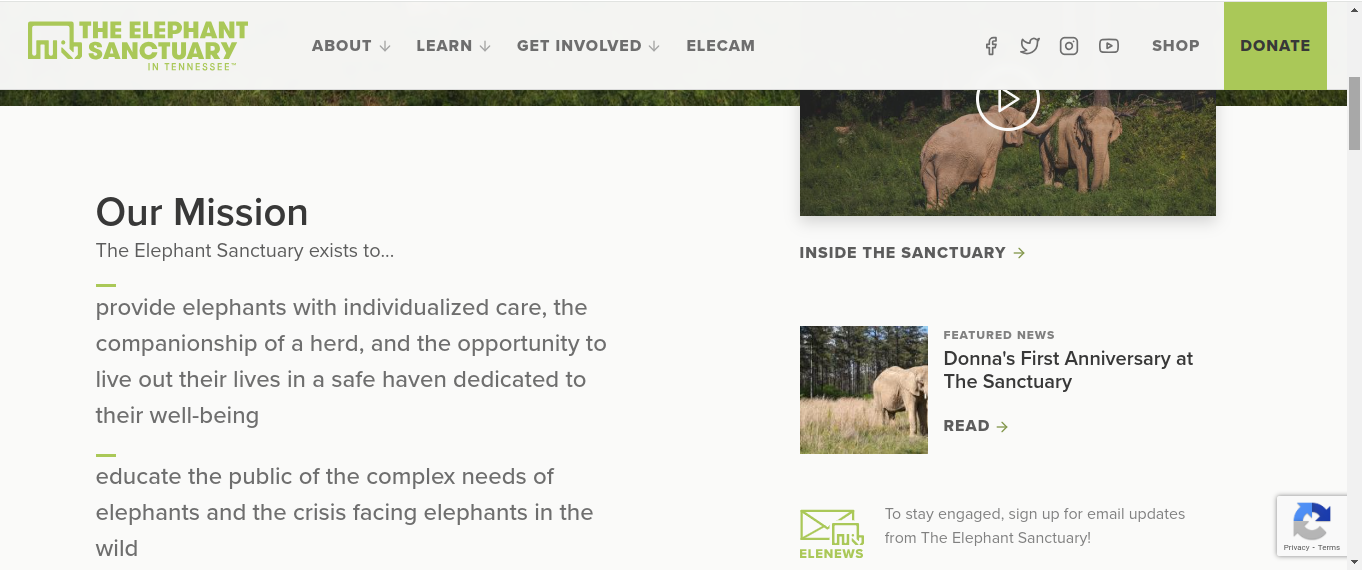 THE ELEPHANT
SANCTUARY
IN TENNESSEE™
ABOUT
LEARN
GET INVOLVED
ELECAM
SHOP
DONATE
Our Mission
The Elephant Sanctuary exists to...
provide elephants with individualized care, the
companionship of a herd, and the opportunity to
live out their lives in a safe haven dedicated to
their well-being
educate the public of the complex needs of
elephants and the crisis facing elephants in the
wild
INSIDE THE SANCTUARY
FEATURED NEWS
Donna's First Anniversary at
The Sanctuary
READ
ELENEWS
To stay engaged, sign up for email updates
from The Elephant Sanctuary!
Privacy - Terms